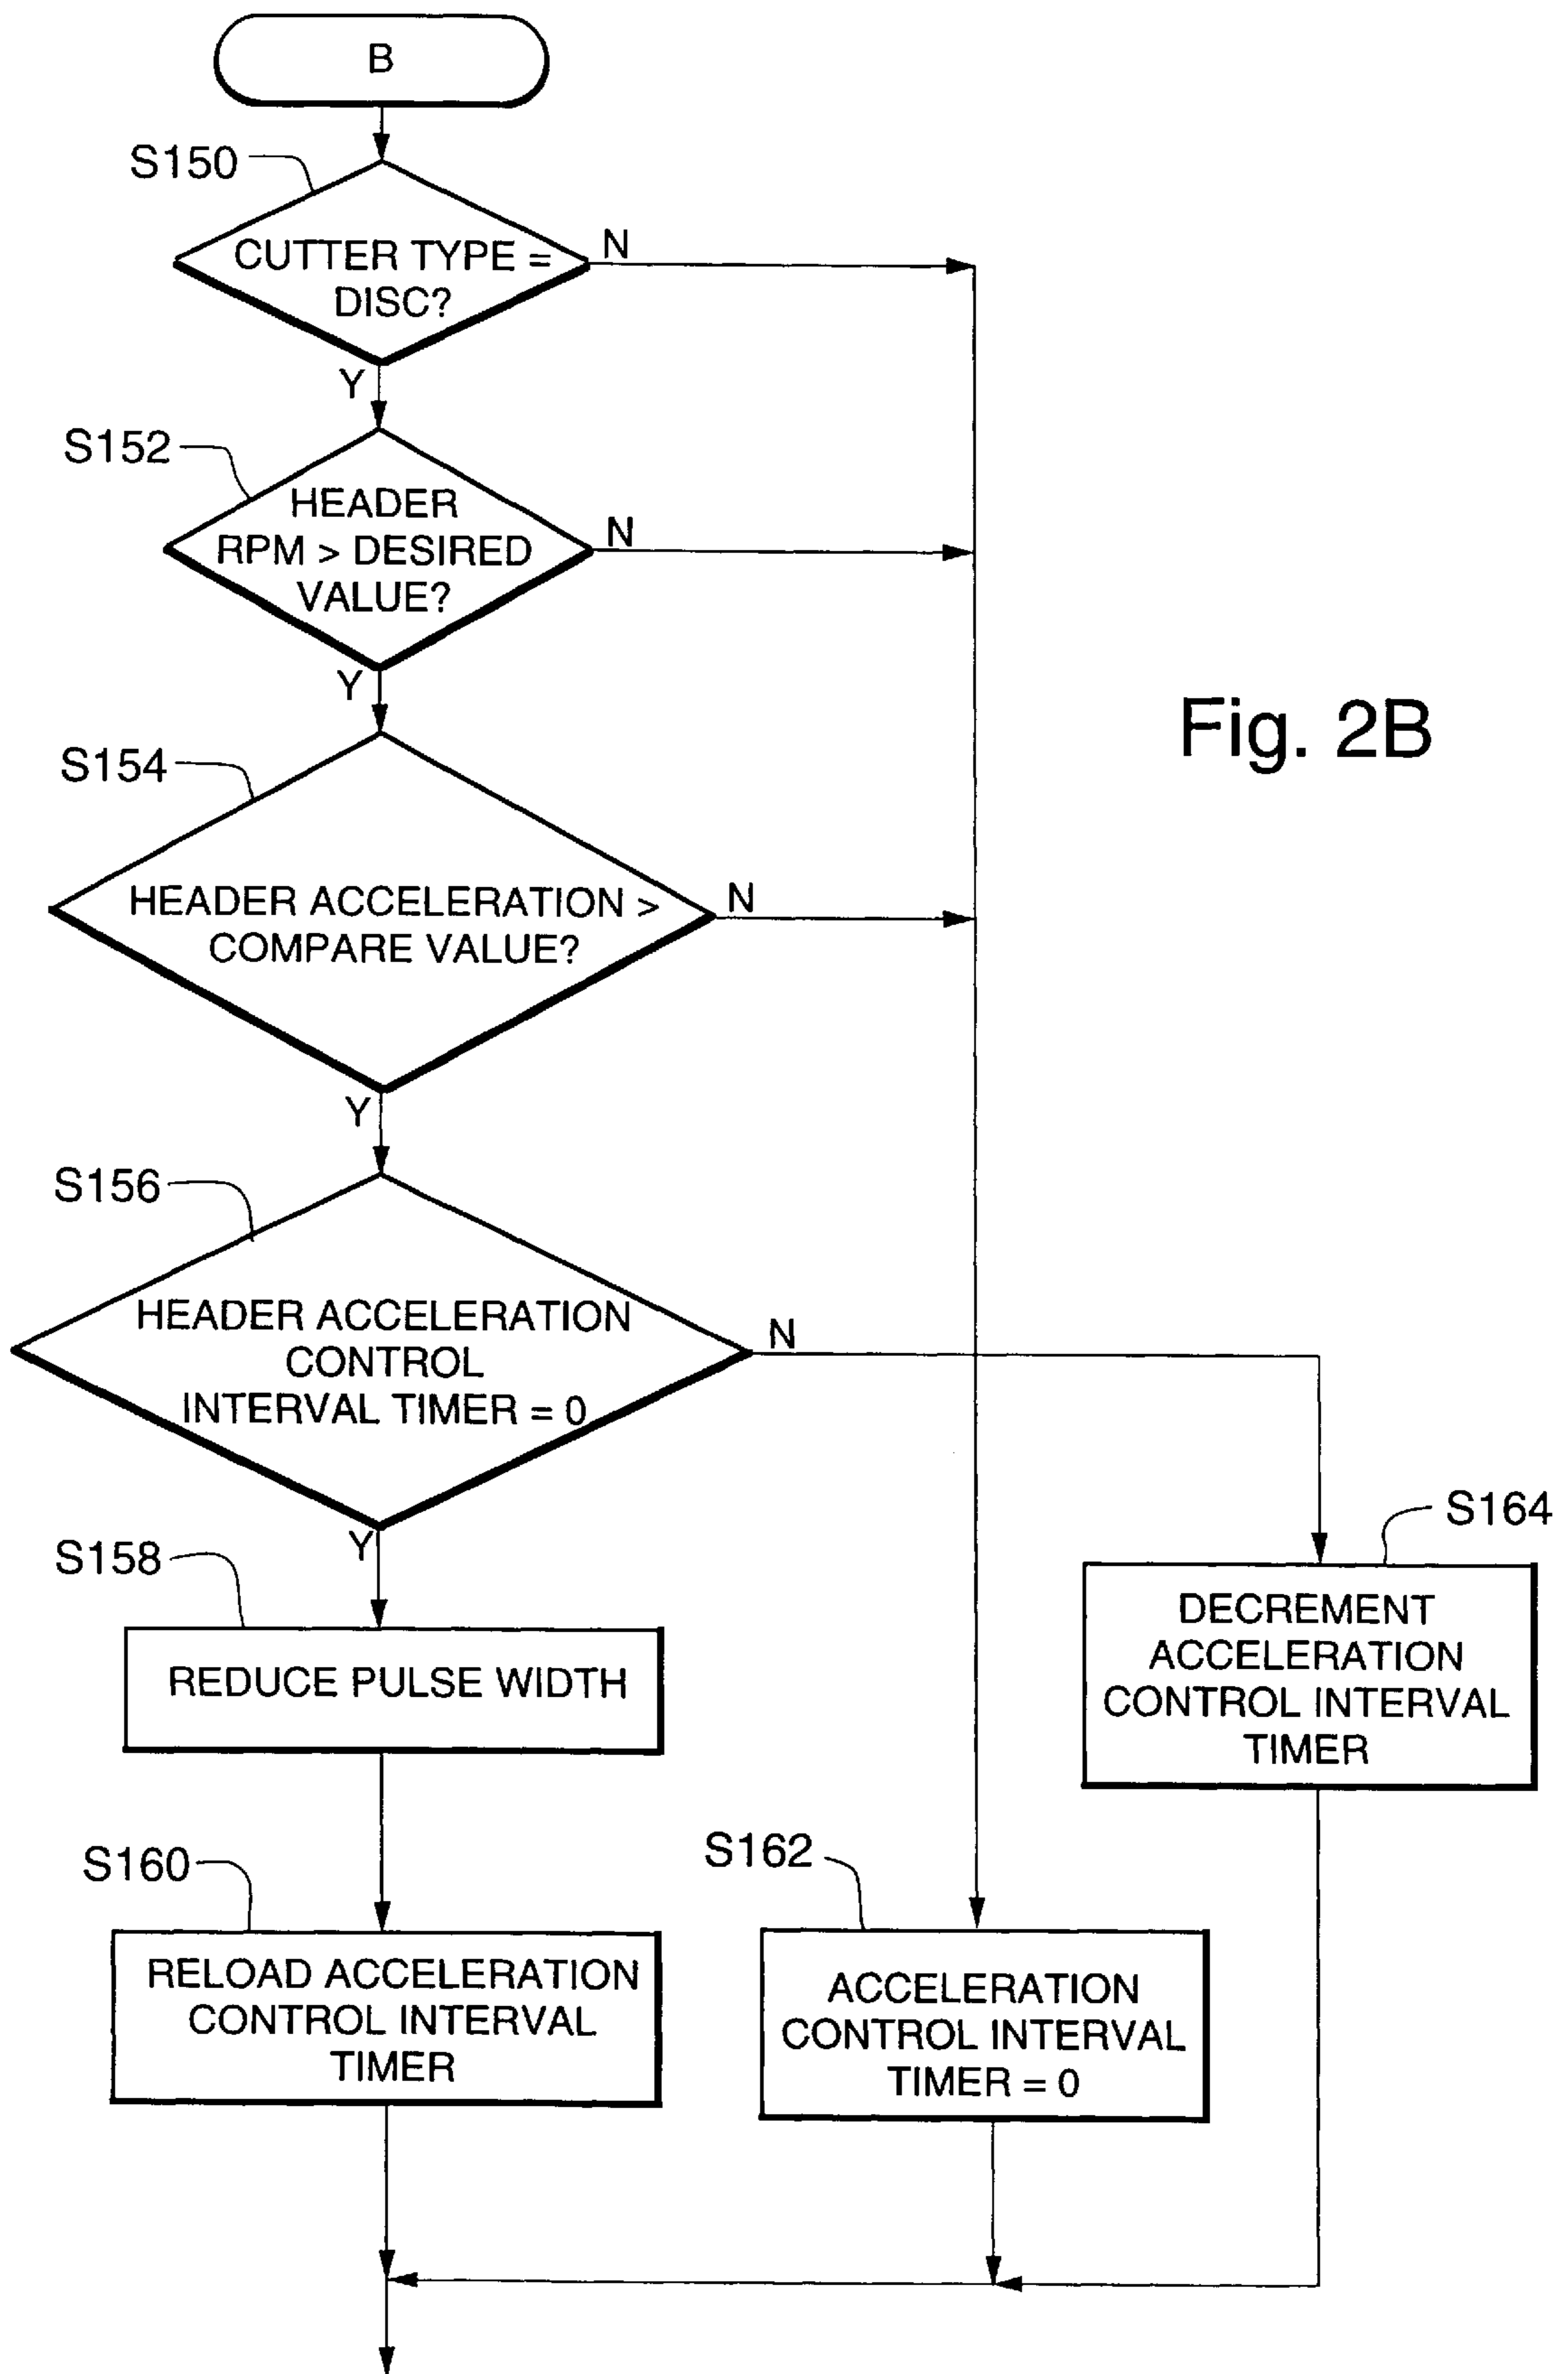 B
S150
CUTTER TYPE =
DISC?
N
Y
S152
HEADER
RPM > DESIRED
VALUE?
N
Y
Fig. 2B
S154
HEADER ACCELERATION >
COMPARE VALUE?
N
Y
S156
HEADER ACCELERATION
CONTROL
INTERVAL TIMER = 0
N
Y
S158
REDUCE PULSE WIDTH
S164
DECREMENT
ACCELERATION
CONTROL INTERVAL
TIMER
S160
RELOAD ACCELERATION
CONTROL INTERVAL
TIMER
S162
ACCELERATION
CONTROL INTERVAL
TIMER = 0